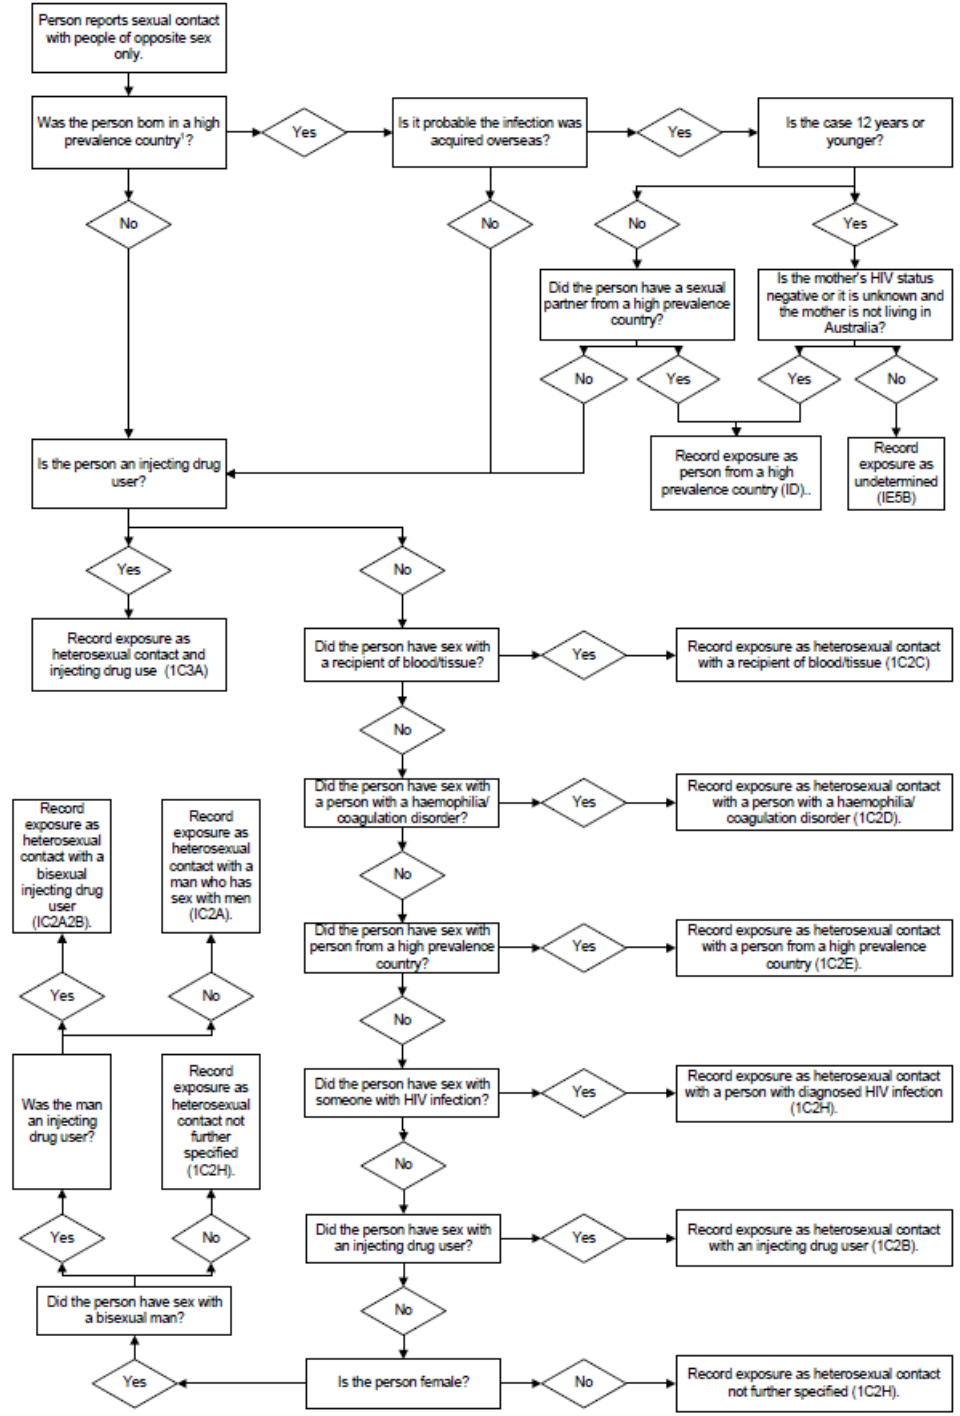 Person reports sexual contact
with people of opposite sex
only.
Was the person born in a high
prevalence country¹?
Yes
Is it probable the infection was
acquired overseas?
Yes
Is the case 12 years or
younger?
No
No
No
Yes
Did the person have a sexual
partner from a high prevalence
country?
Is the mother's HIV status
negative or it is unknown and
the mother is not living in
Australia?
No
Yes
Yes
No
Is the person an injecting drug
user?
Record exposure as
person from a high
prevalence country (ID)..
Record
exposure as
undetermined
(IE5B)
Yes
No
Record exposure as
heterosexual contact and
injecting drug use (1C3A)
Did the person have sex with
a recipient of blood/tissue?
Yes
Record exposure as heterosexual contact
with a recipient of blood/tissue (1C2C)
No
Did the person have sex with
a person with a haemophilia/
coagulation disorder?
Yes
Record exposure as heterosexual contact
with a person with a haemophilia/
coagulation disorder (1C2D).
Record
exposure as
heterosexual
contact with a
bisexual
injecting drug
user
(IC2A2B).
Record
exposure as
heterosexual
contact with a
man who has
sex with men
(IC2A).
No
Did the person have sex with
person from a high prevalence
country?
Yes
Record exposure as heterosexual contact
with a person from a high prevalence
country (1C2E).
Yes
No
No
Was the man
an injecting
drug user?
Record
exposure as
heterosexual
contact not
further
specified
(1C2H).
Did the person have sex with
someone with HIV infection?
Yes
Record exposure as heterosexual contact
with a person with diagnosed HIV infection
(1C2H).
No
Yes
No
Did the person have sex with
an injecting drug user?
Yes
Record exposure as heterosexual contact
with an injecting drug user (1C2B).
Did the person have sex with
a bisexual man?
No
Yes
Is the person female?
No
Record exposure as heterosexual contact
not further specified (1C2H).